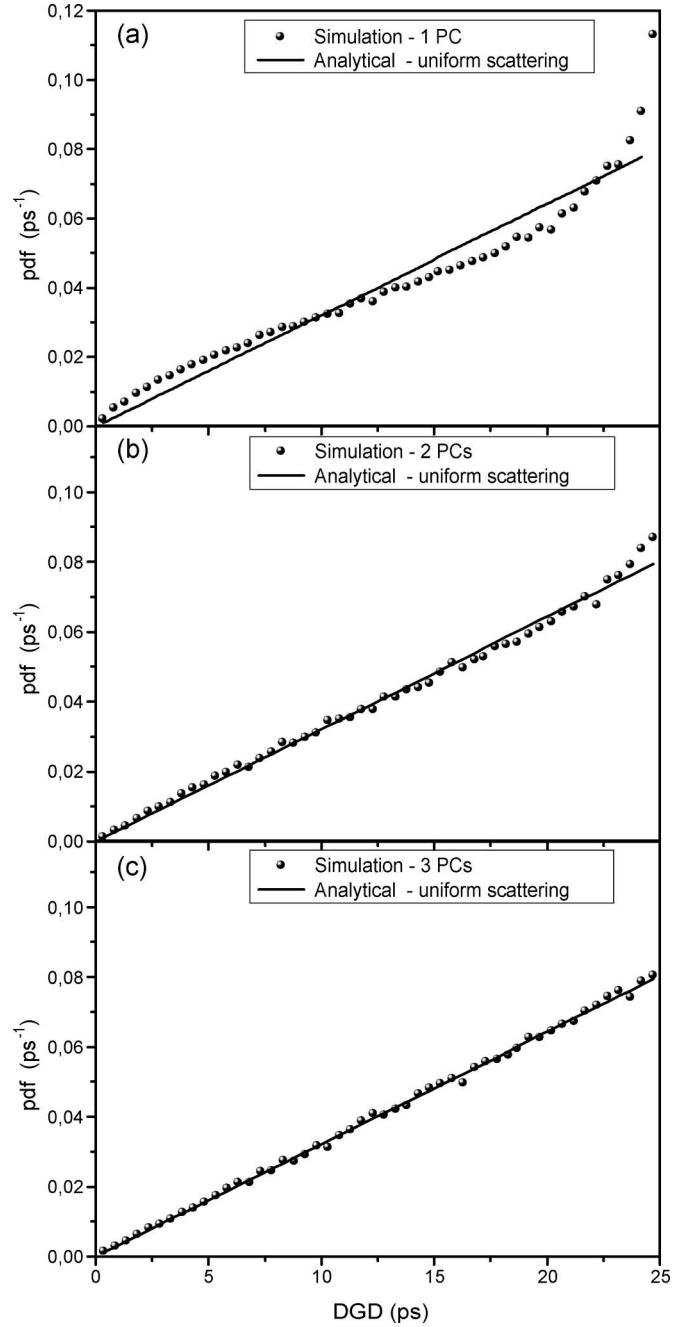 (a)
Simulation - 1 PC
Analytical - uniform scattering
0,12
0,10
0,08
0,06
0,04
0,02
0,00
pdf (ps-1)
(b)
Simulation - 2 PCs
Analytical - uniform scattering
0,10
0,08
0,06
0,04
0,02
0,00
pdf (ps-1)
(c)
Simulation - 3 PCs
Analytical - uniform scattering
0,10
0,08
0,06
0,04
0,02
0,00
pdf (ps-1)
0 5 10 15 20 25
DGD (ps)